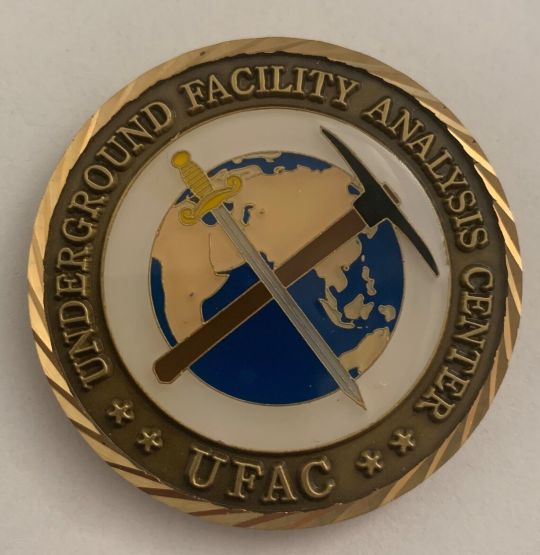 UNDERGROUND FACILITY ANALYSIS CENTER
UFAC